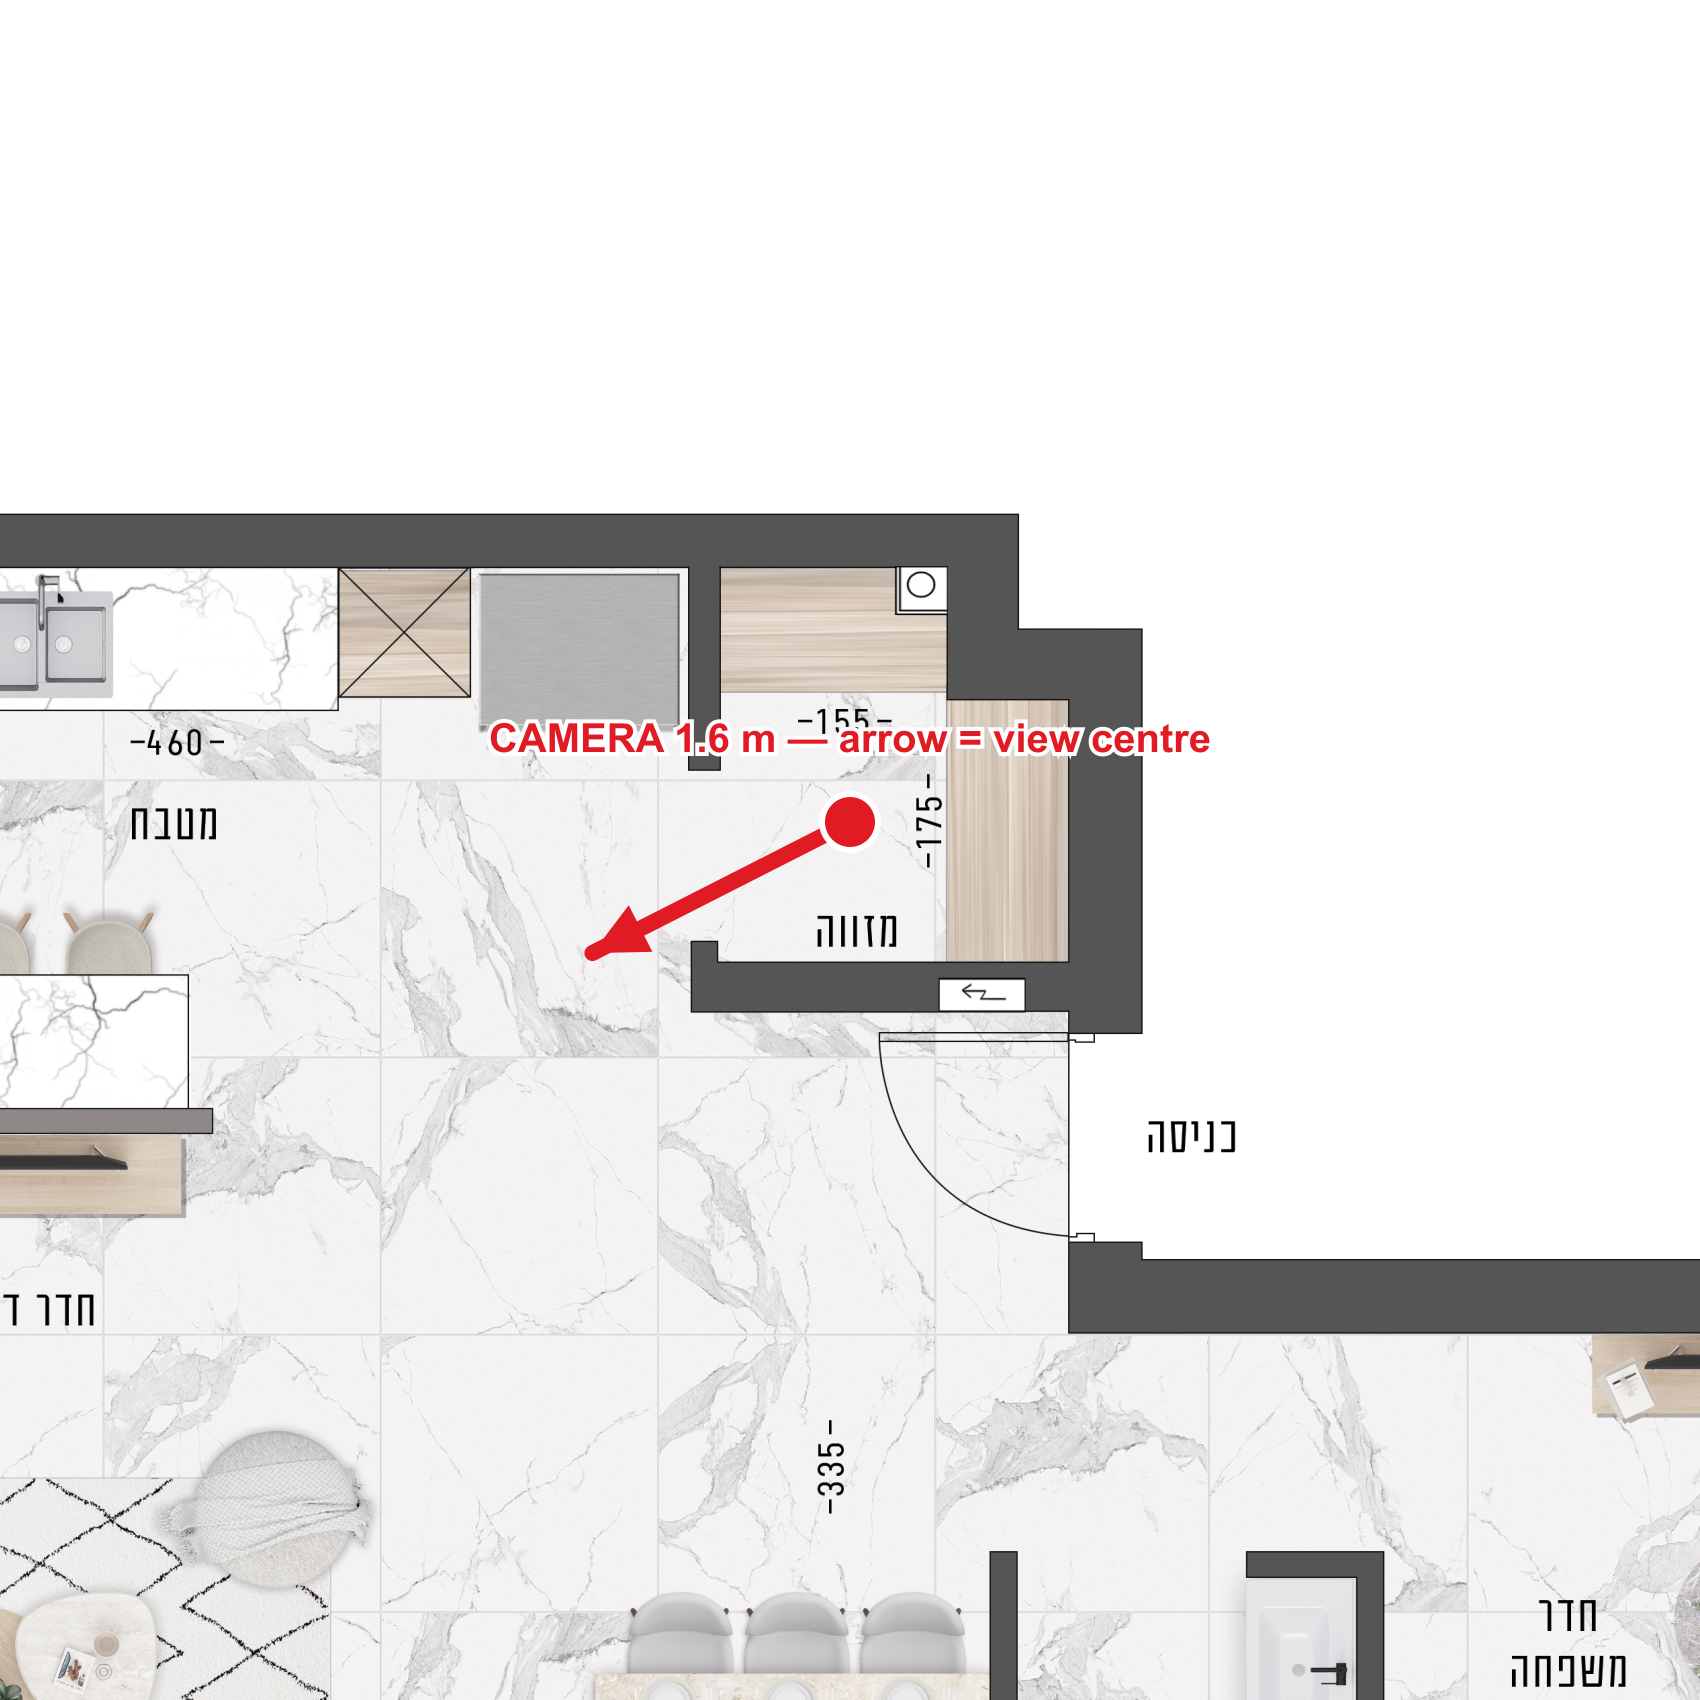 CAMERA 1.6 m — arrow = view centre
-155-
-460-
-175-
מטבח
מזווה
כניסה
חדר ד
-335-
חדר
משפחה